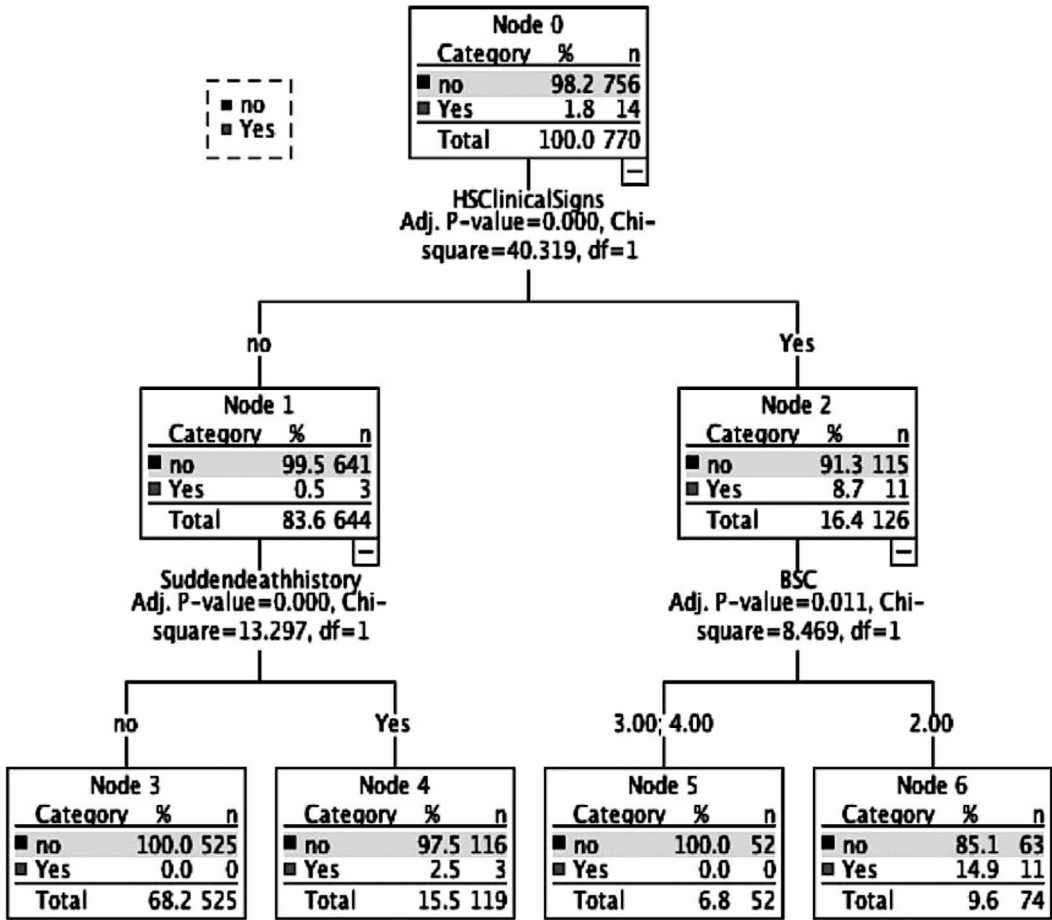 Node 0
Category % n
no 98.2 756
Yes 1.8 14
Total 100.0 770
no
Yes
HSClinicalSigns
Adj. P-value=0.000, Chi-
square=40.319, df=1
no
Yes
Node 1
Category % n
no 99.5 641
Yes 0.5 3
Total 83.6 644
Node 2
Category % n
no 91.3 115
Yes 8.7 11
Total 16.4 126
Suddendeathhistory
Adj. P-value=0.000, Chi-
square=13.297, df=1
BSC
Adj. P-value=0.011, Chi-
square=8.469, df=1
no
Yes
3.00; 4.00
2.00
Node 3
Category % n
no 100.0 525
Yes 0.0 0
Total 68.2 525
Node 4
Category % n
no 97.5 116
Yes 2.5 3
Total 15.5 119
Node 5
Category % n
no 100.0 52
Yes 0.0 0
Total 6.8 52
Node 6
Category % n
no 85.1 63
Yes 14.9 11
Total 9.6 74